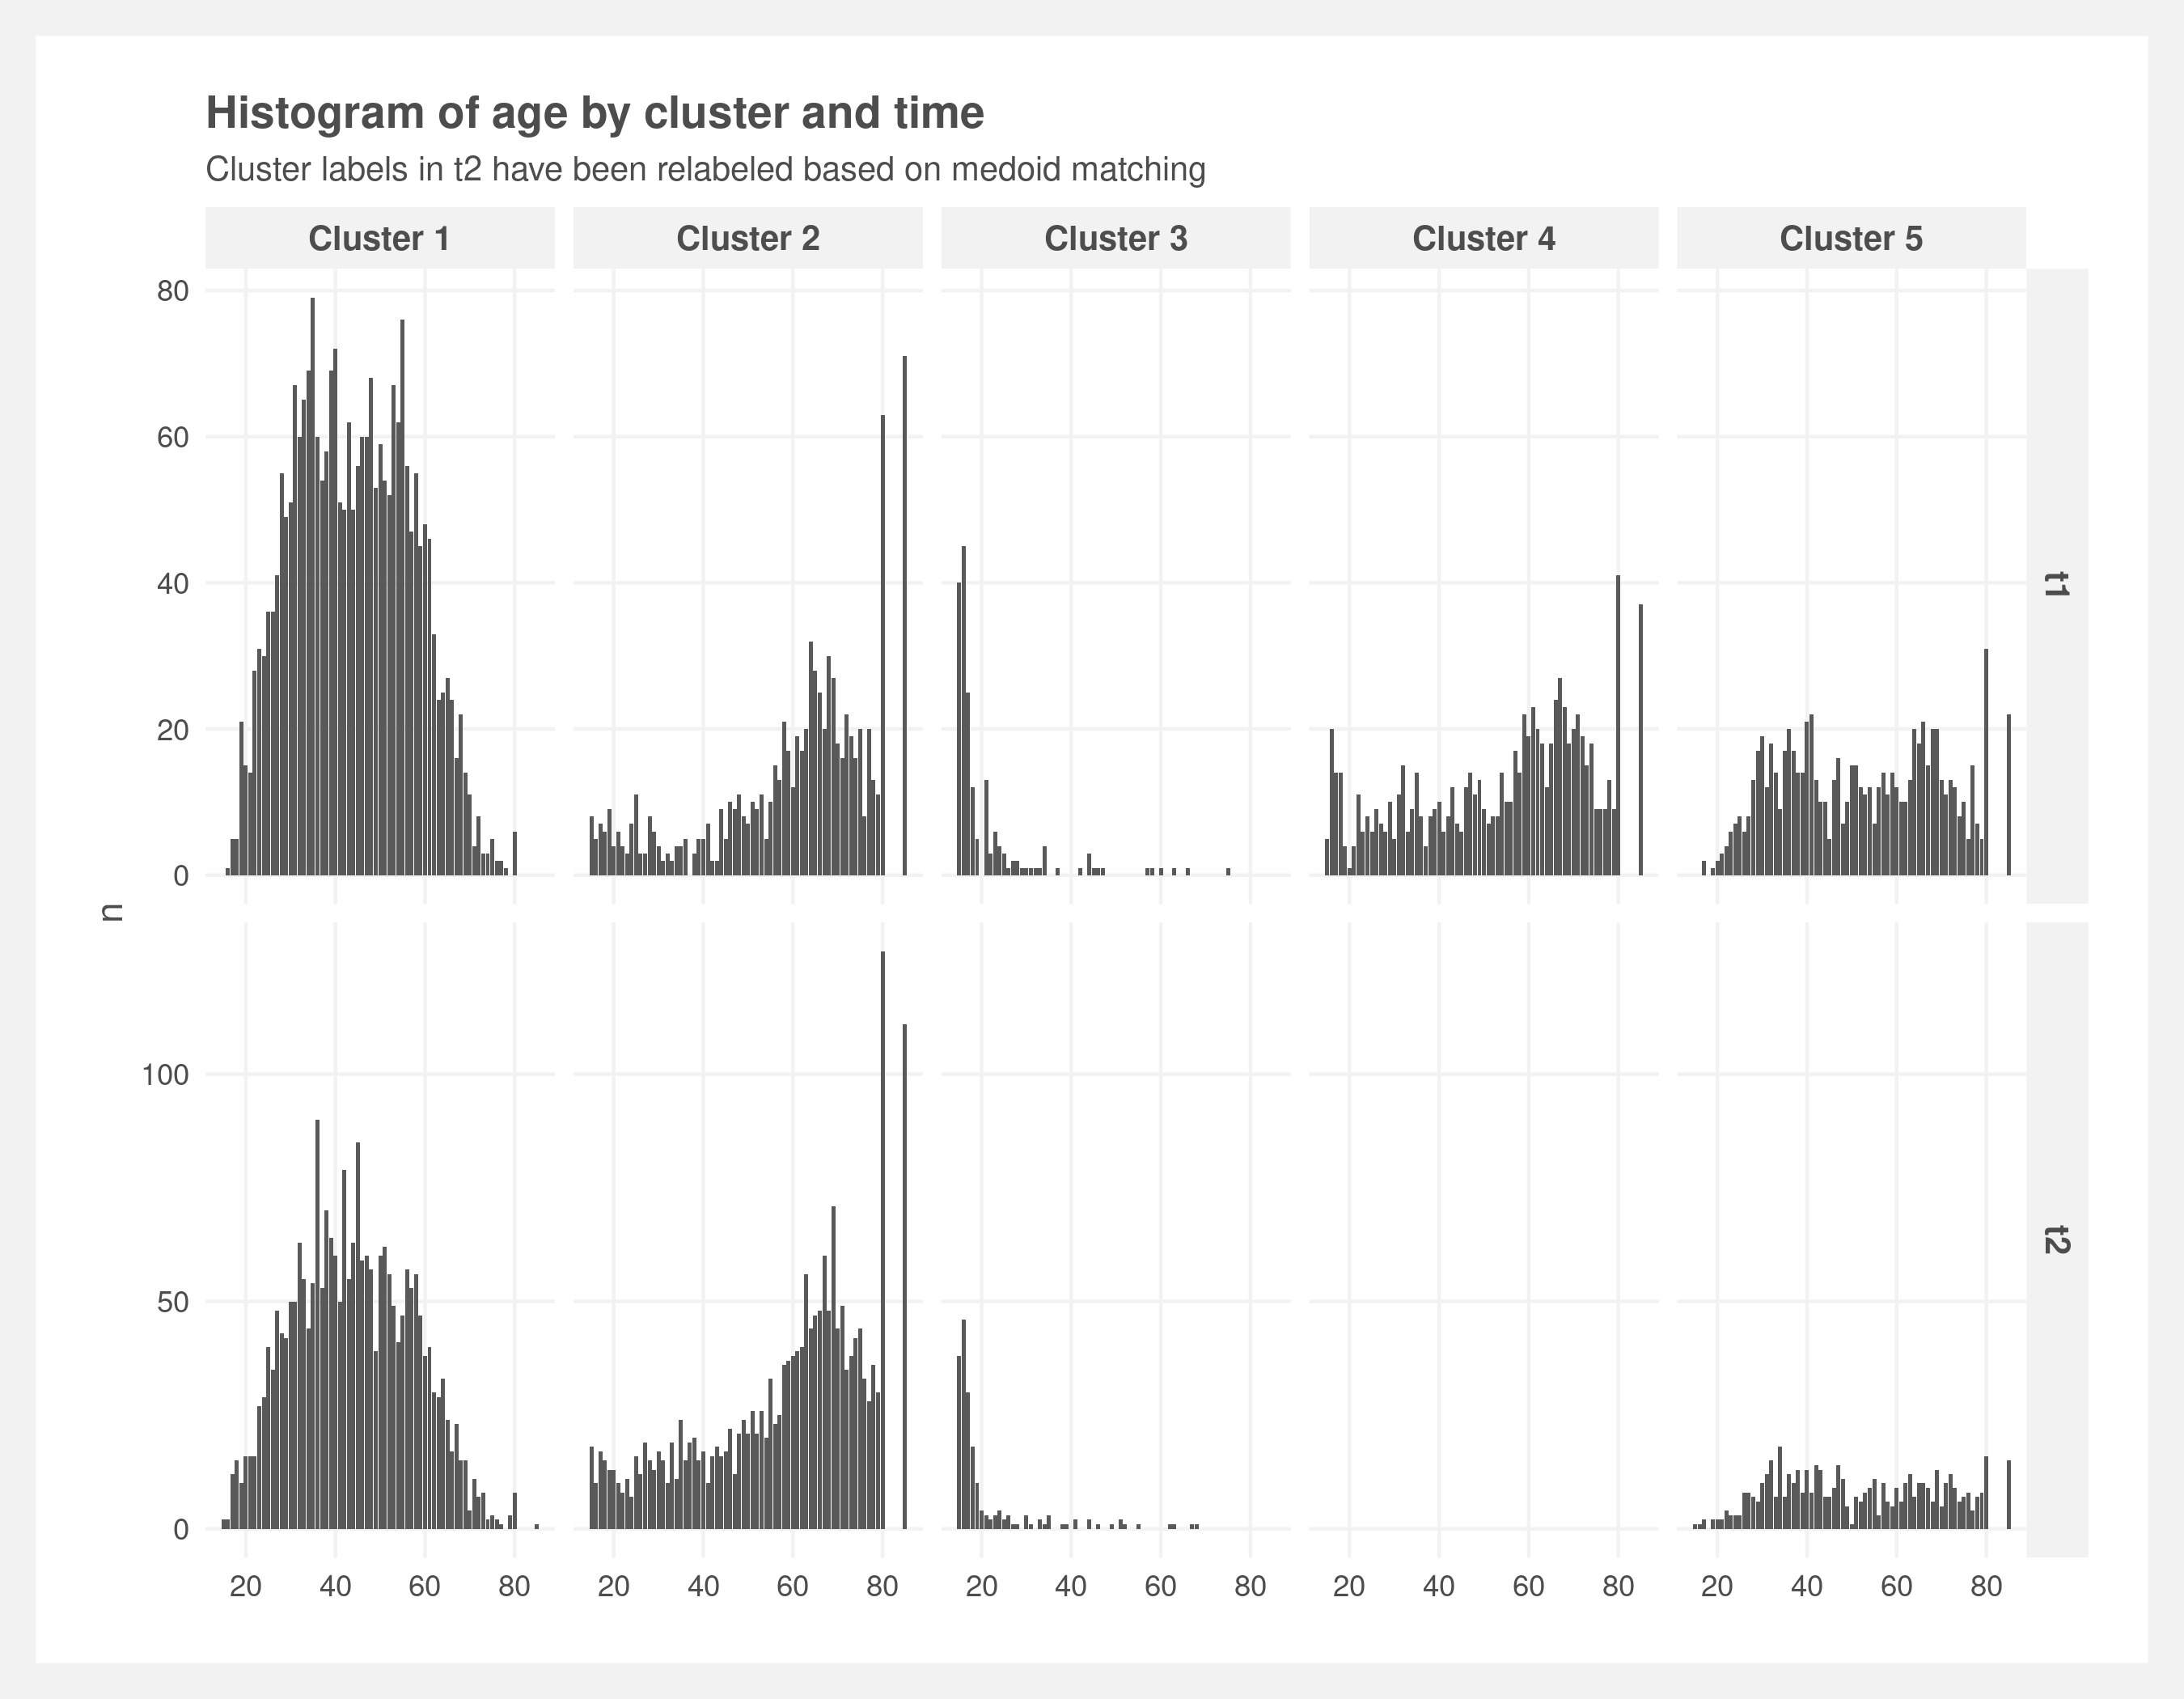 Histogram of age by cluster and time
Cluster labels in t2 have been relabeled based on medoid matching
Cluster 1 Cluster 2 Cluster 3 Cluster 4 Cluster 5
80
60
40
20
0
t1
n
100
50
0
t2
20 40 60 80 20 40 60 80 20 40 60 80 20 40 60 80 20 40 60 80